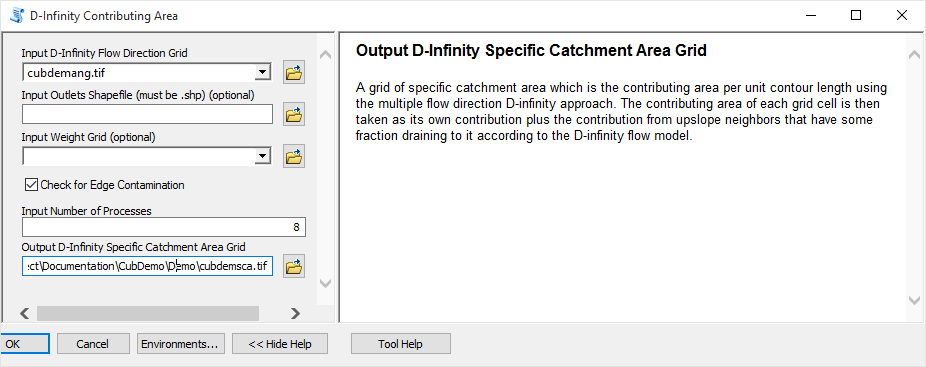 D-Infinity Contributing Area
Input D-Infinity Flow Direction Grid
cubdemang.tif
Input Outlets Shapefile (must be .shp) (optional)
Input Weight Grid (optional)
Check for Edge Contamination
Input Number of Processes
8
Output D-Infinity Specific Catchment Area Grid
:ct\Documentation\CubDemo\Demo\cubdemsca.tif
OK
Cancel
Environments...
<< Hide Help
Output D-Infinity Specific Catchment Area Grid
A grid of specific catchment area which is the contributing area per unit contour length using
the multiple flow direction D-infinity approach. The contributing area of each grid cell is then
taken as its own contribution plus the contribution from upslope neighbors that have some
fraction draining to it according to the D-infinity flow model.
Tool Help